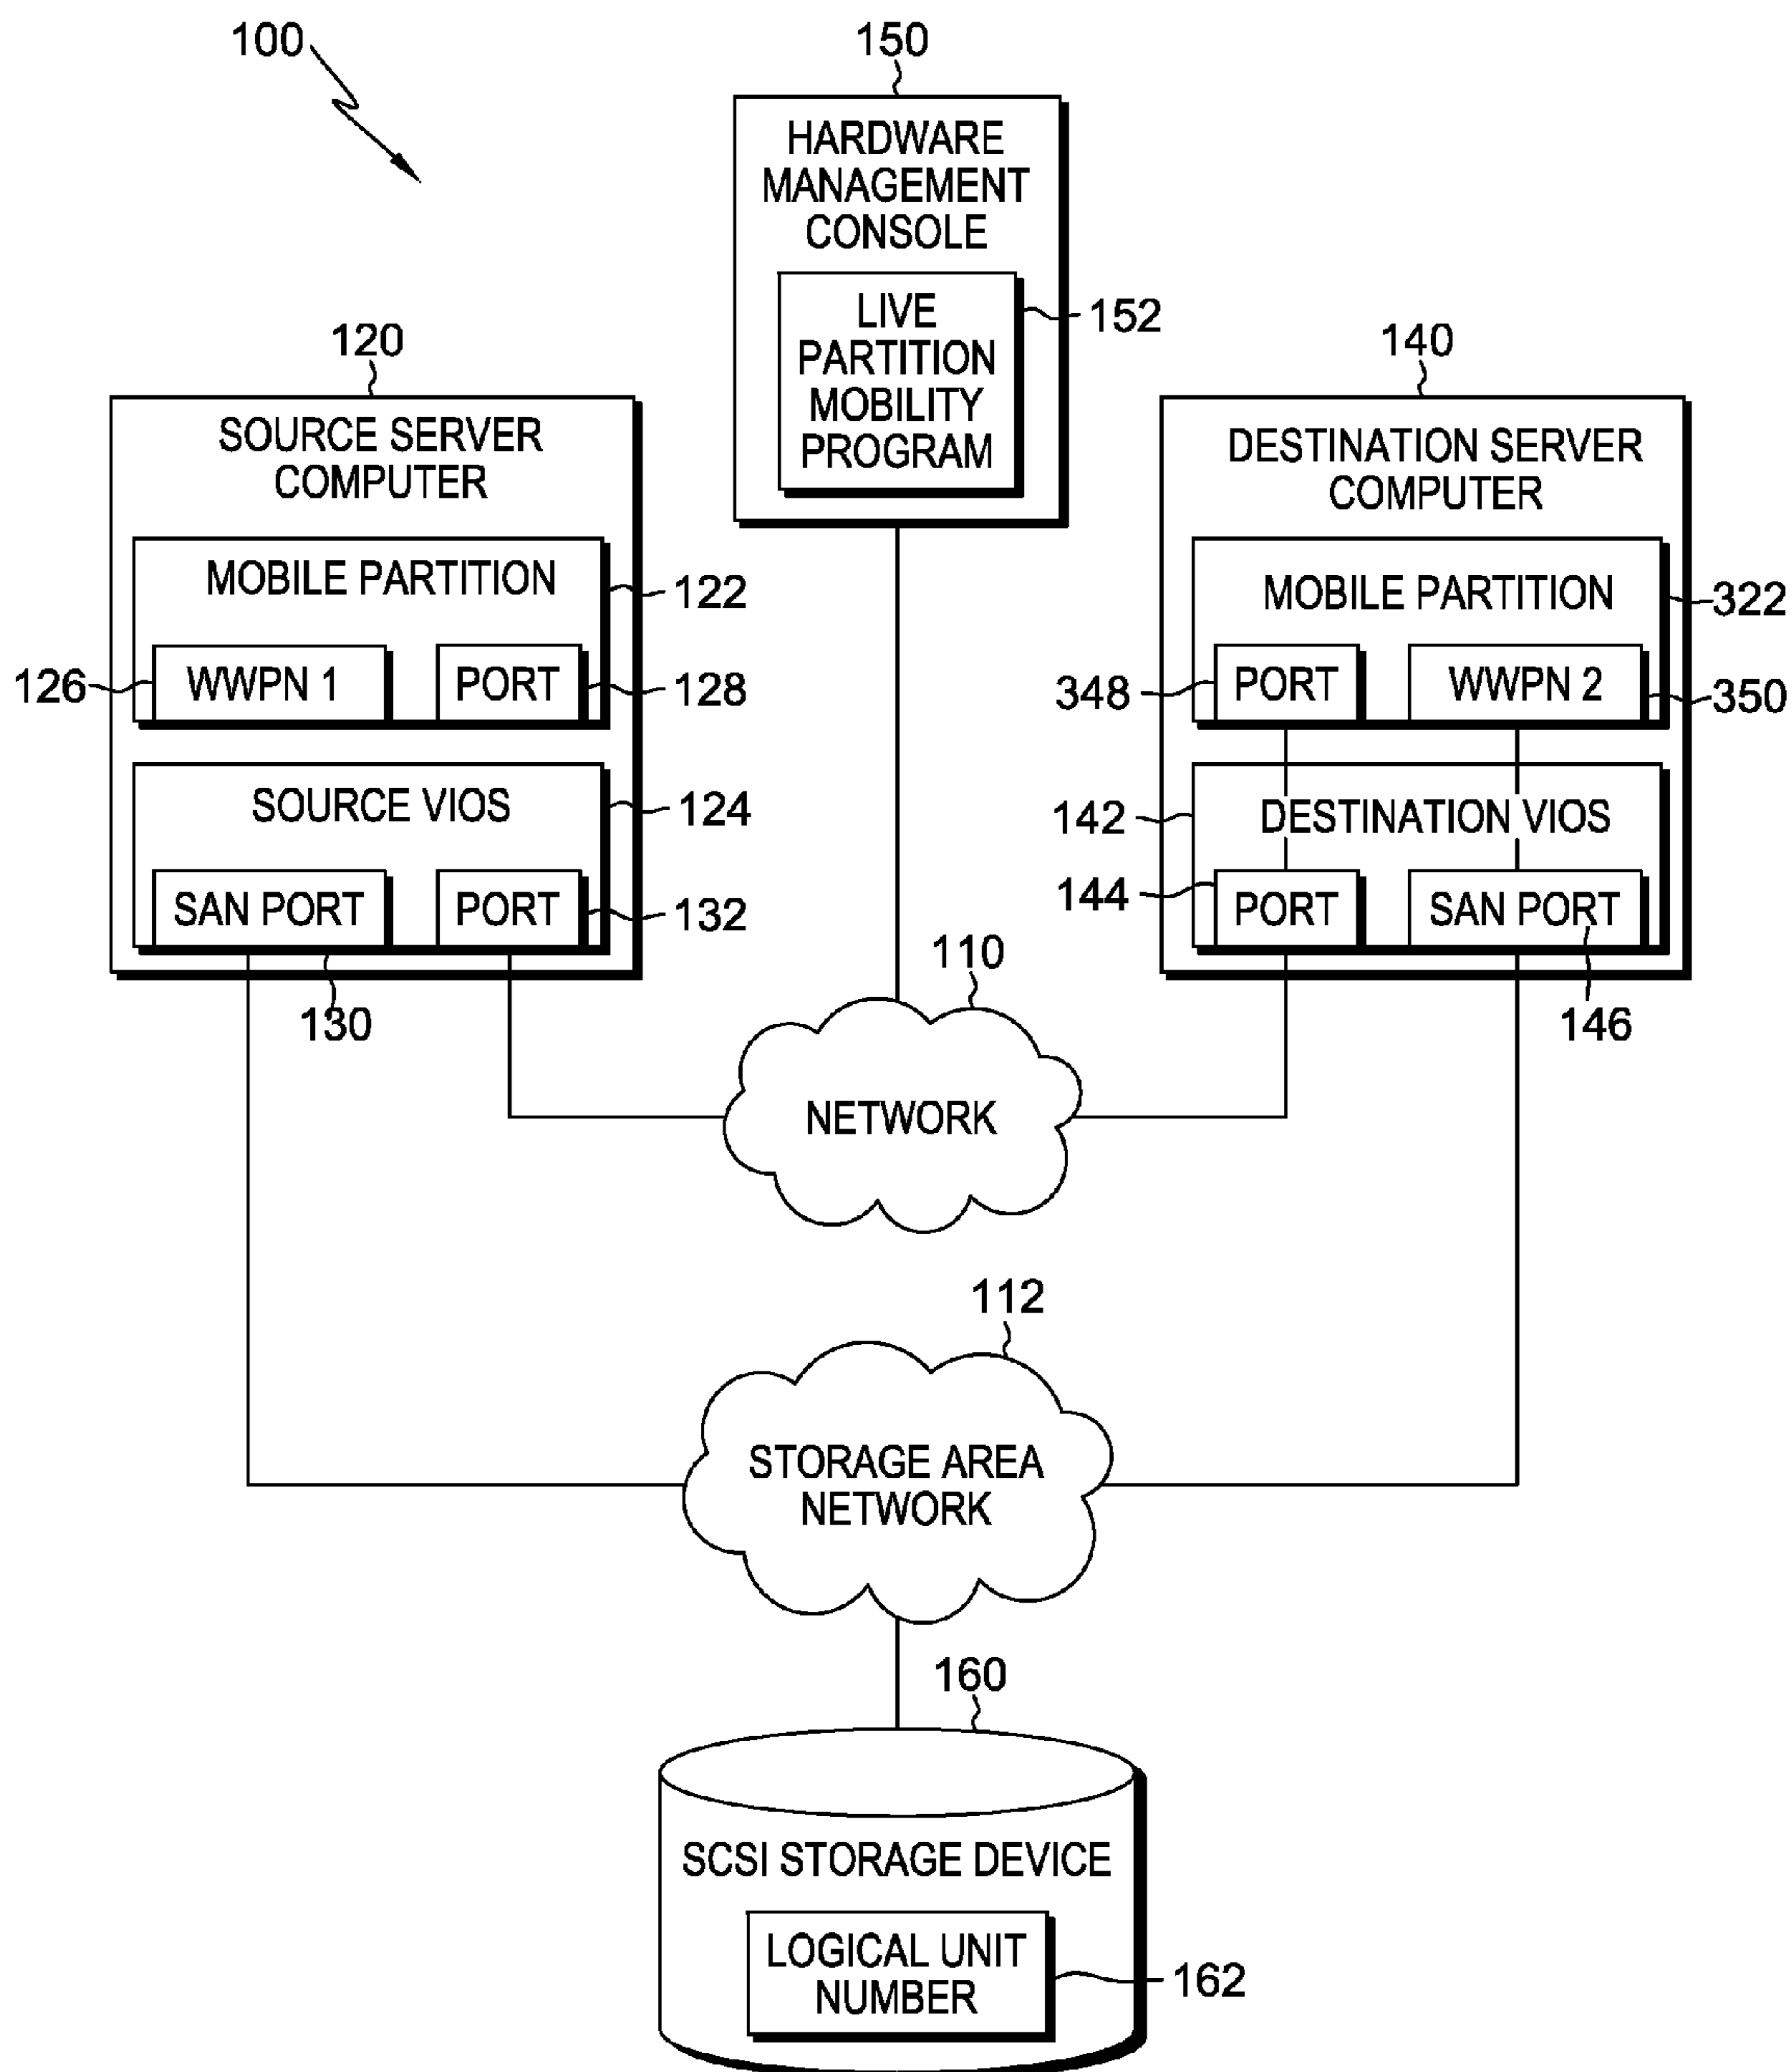 100
150
HARDWARE
MANAGEMENT
CONSOLE
LIVE
PARTITION
MOBILITY
PROGRAM
152
120
SOURCE SERVER
COMPUTER
MOBILE PARTITION
122
126
WWPN 1
PORT
128
SOURCE VIOS
124
SAN PORT
PORT
132
130
140
DESTINATION SERVER
COMPUTER
MOBILE PARTITION
322
348
PORT
WWPN 2
350
142
DESTINATION VIOS
144
PORT
SAN PORT
146
110
NETWORK
112
STORAGE AREA
NETWORK
160
SCSI STORAGE DEVICE
LOGICAL UNIT
NUMBER
162